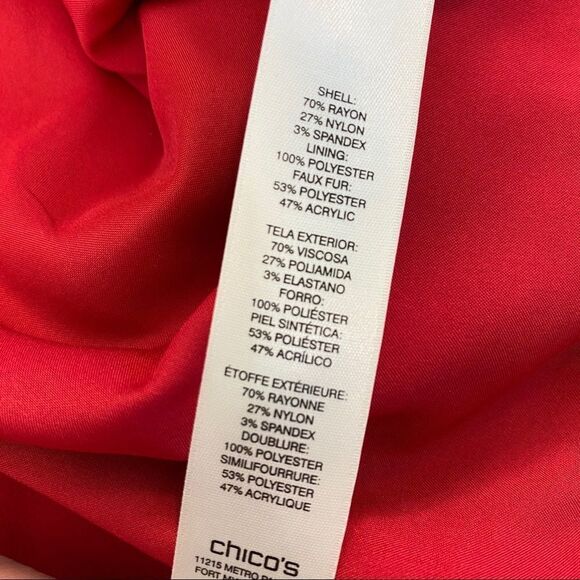 SHELL:
70% RAYON
27% NYLON
3% SPANDEX
LINING:
100% POLYESTER
FAUX FUR:
53% POLYESTER
47% ACRYLIC
TELA EXTERIOR:
70% VISCOSA
27% POLIAMIDA
3% ELASTANO
FORRO:
100% POLIÉSTER
PIEL SINTÉTICA:
53% POLIÉSTER
47% ACRÍLICO
ÉTOFFE EXTÉRIEURE:
70% RAYONNE
27% NYLON
3% SPANDEX
DOUBLURE:
100% POLYESTER
SIMILIFOURRURE:
53% POLYESTER
47% ACRYLIQUE
chico's
11215 METRO
FORT